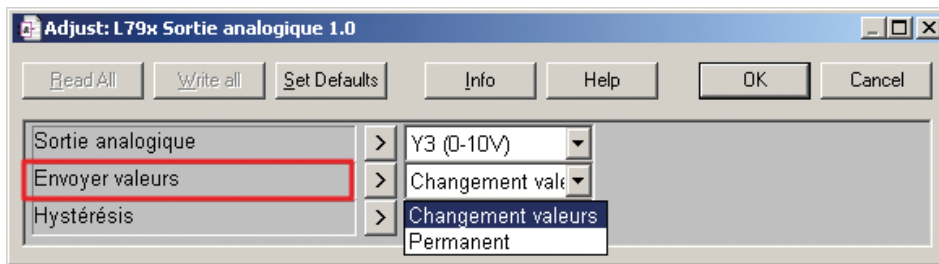 Adjust: L79x Sortie analogique 1.0
Read All Write all Set Defaults Info Help OK Cancel
Sortie analogique > Y3 (0-10V)
Envoyer valeurs > Changement vale
Hystérésis > Changement valeurs
Permanent